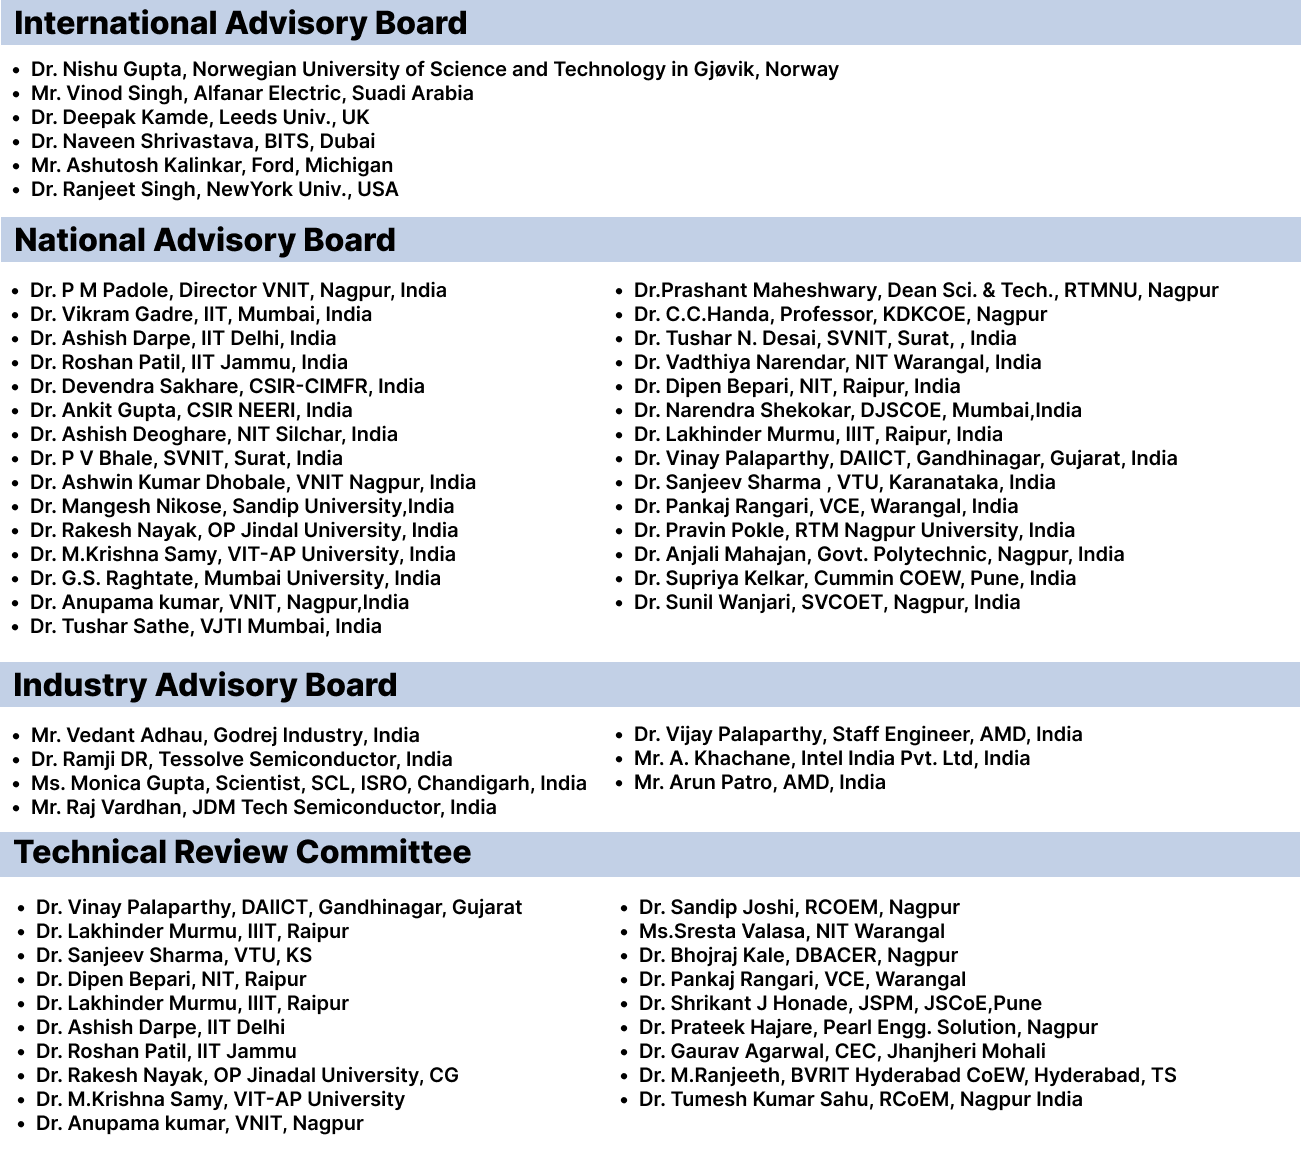 International Advisory Board
• Dr. Nishu Gupta, Norwegian University of Science and Technology in Gjøvik, Norway
• Mr. Vinod Singh, Alfanar Electric, Suadi Arabia
• Dr. Deepak Kamde, Leeds Univ., UK
• Dr. Naveen Shrivastava, BITS, Dubai
• Mr. Ashutosh Kalinkar, Ford, Michigan
• Dr. Ranjeet Singh, NewYork Univ., USA
National Advisory Board
• Dr. P M Padole, Director VNIT, Nagpur, India
• Dr. Vikram Gadre, IIT, Mumbai, India
• Dr. Ashish Darpe, IIT Delhi, India
• Dr. Roshan Patil, IIT Jammu, India
• Dr. Devendra Sakhare, CSIR-CIMFR, India
• Dr. Ankit Gupta, CSIR NEERI, India
• Dr. Ashish Deoghare, NIT Silchar, India
• Dr. P V Bhale, SVNIT, Surat, India
• Dr. Ashwin Kumar Dhobale, VNIT Nagpur, India
• Dr. Mangesh Nikose, Sandip University,India
• Dr. Rakesh Nayak, OP Jindal University, India
• Dr. M.Krishna Samy, VIT-AP University, India
• Dr. G.S. Raghtate, Mumbai University, India
• Dr. Anupama kumar, VNIT, Nagpur,India
• Dr. Tushar Sathe, VJTI Mumbai, India
• Dr.Prashant Maheshwary, Dean Sci. & Tech., RTMNU, Nagpur
• Dr. C.C.Handa, Professor, KDKCOE, Nagpur
• Dr. Tushar N. Desai, SVNIT, Surat, , India
• Dr. Vadthiya Narendar, NIT Warangal, India
• Dr. Dipen Bepari, NIT, Raipur, India
• Dr. Narendra Shekokar, DJSCOE, Mumbai,India
• Dr. Lakhinder Murmu, IIIT, Raipur, India
• Dr. Vinay Palaparthy, DAIICT, Gandhinagar, Gujarat, India
• Dr. Sanjeev Sharma , VTU, Karanataka, India
• Dr. Pankaj Rangari, VCE, Warangal, India
• Dr. Pravin Pokle, RTM Nagpur University, India
• Dr. Anjali Mahajan, Govt. Polytechnic, Nagpur, India
• Dr. Supriya Kelkar, Cummin COEW, Pune, India
• Dr. Sunil Wanjari, SVCOET, Nagpur, India
Industry Advisory Board
• Mr. Vedant Adhau, Godrej Industry, India
• Dr. Ramji DR, Tessolve Semiconductor, India
• Ms. Monica Gupta, Scientist, SCL, ISRO, Chandigarh, India
• Mr. Raj Vardhan, JDM Tech Semiconductor, India
• Dr. Vijay Palaparthy, Staff Engineer, AMD, India
• Mr. A. Khachane, Intel India Pvt. Ltd, India
• Mr. Arun Patro, AMD, India
Technical Review Committee
• Dr. Vinay Palaparthy, DAIICT, Gandhinagar, Gujarat
• Dr. Lakhinder Murmu, IIIT, Raipur
• Dr. Sanjeev Sharma, VTU, KS
• Dr. Dipen Bepari, NIT, Raipur
• Dr. Lakhinder Murmu, IIIT, Raipur
• Dr. Ashish Darpe, IIT Delhi
• Dr. Roshan Patil, IIT Jammu
• Dr. Rakesh Nayak, OP Jinadal University, CG
• Dr. M.Krishna Samy, VIT-AP University
• Dr. Anupama kumar, VNIT, Nagpur
• Dr. Sandip Joshi, RCOEM, Nagpur
• Ms.Sresta Valasa, NIT Warangal
• Dr. Bhojraj Kale, DBACER, Nagpur
• Dr. Pankaj Rangari, VCE, Warangal
• Dr. Shrikant J Honade, JSPM, JSCoE,Pune
• Dr. Prateek Hajare, Pearl Engg. Solution, Nagpur
• Dr. Gaurav Agarwal, CEC, Jhanjheri Mohali
• Dr. M.Ranjeeth, BVRIT Hyderabad CoEW, Hyderabad, TS
• Dr. Tumesh Kumar Sahu, RCoEM, Nagpur India